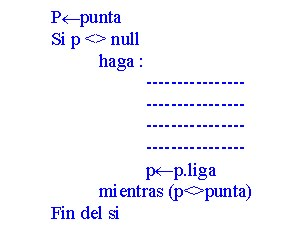 P←punta
Si p <> null
haga :
----------------
----------------
----------------
----------------
p←p.liga
mientras (p<>punta)
Fin del si